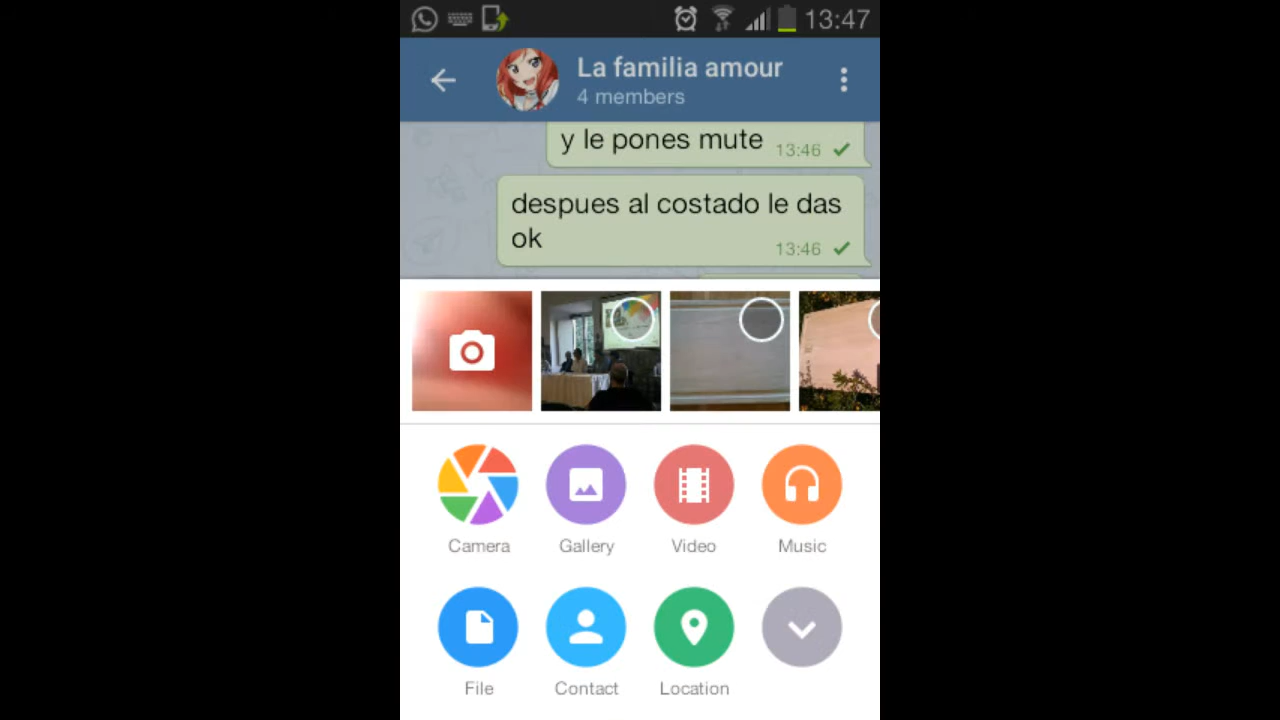 13:47
La familia amour
4 members
y le pones mute 13:46
despues al costado le das
ok 13:46
Camera Gallery Video Music
File Contact Location